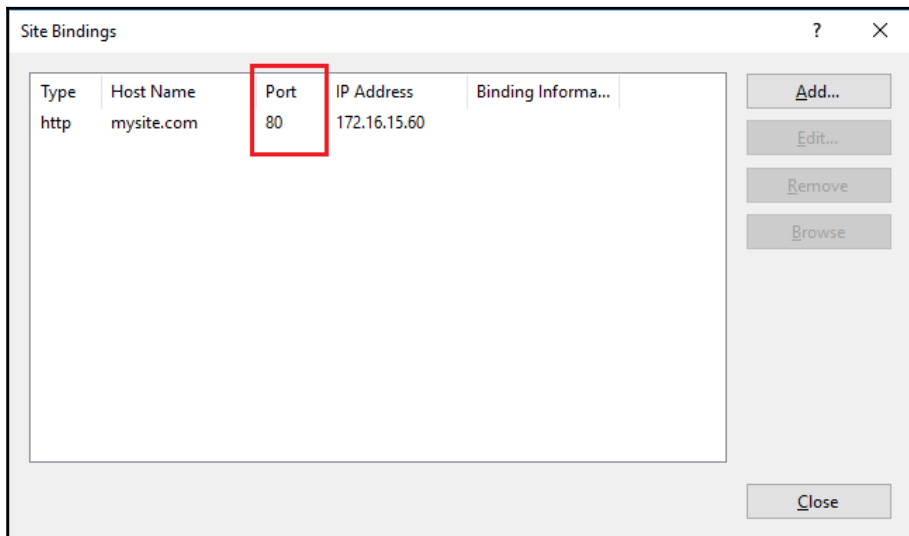 Site Bindings ? ×
Type Host Name Port IP Address Binding Informa...
http mysite.com 80 172.16.15.60
Add...
Edit...
Remove
Browse
Close